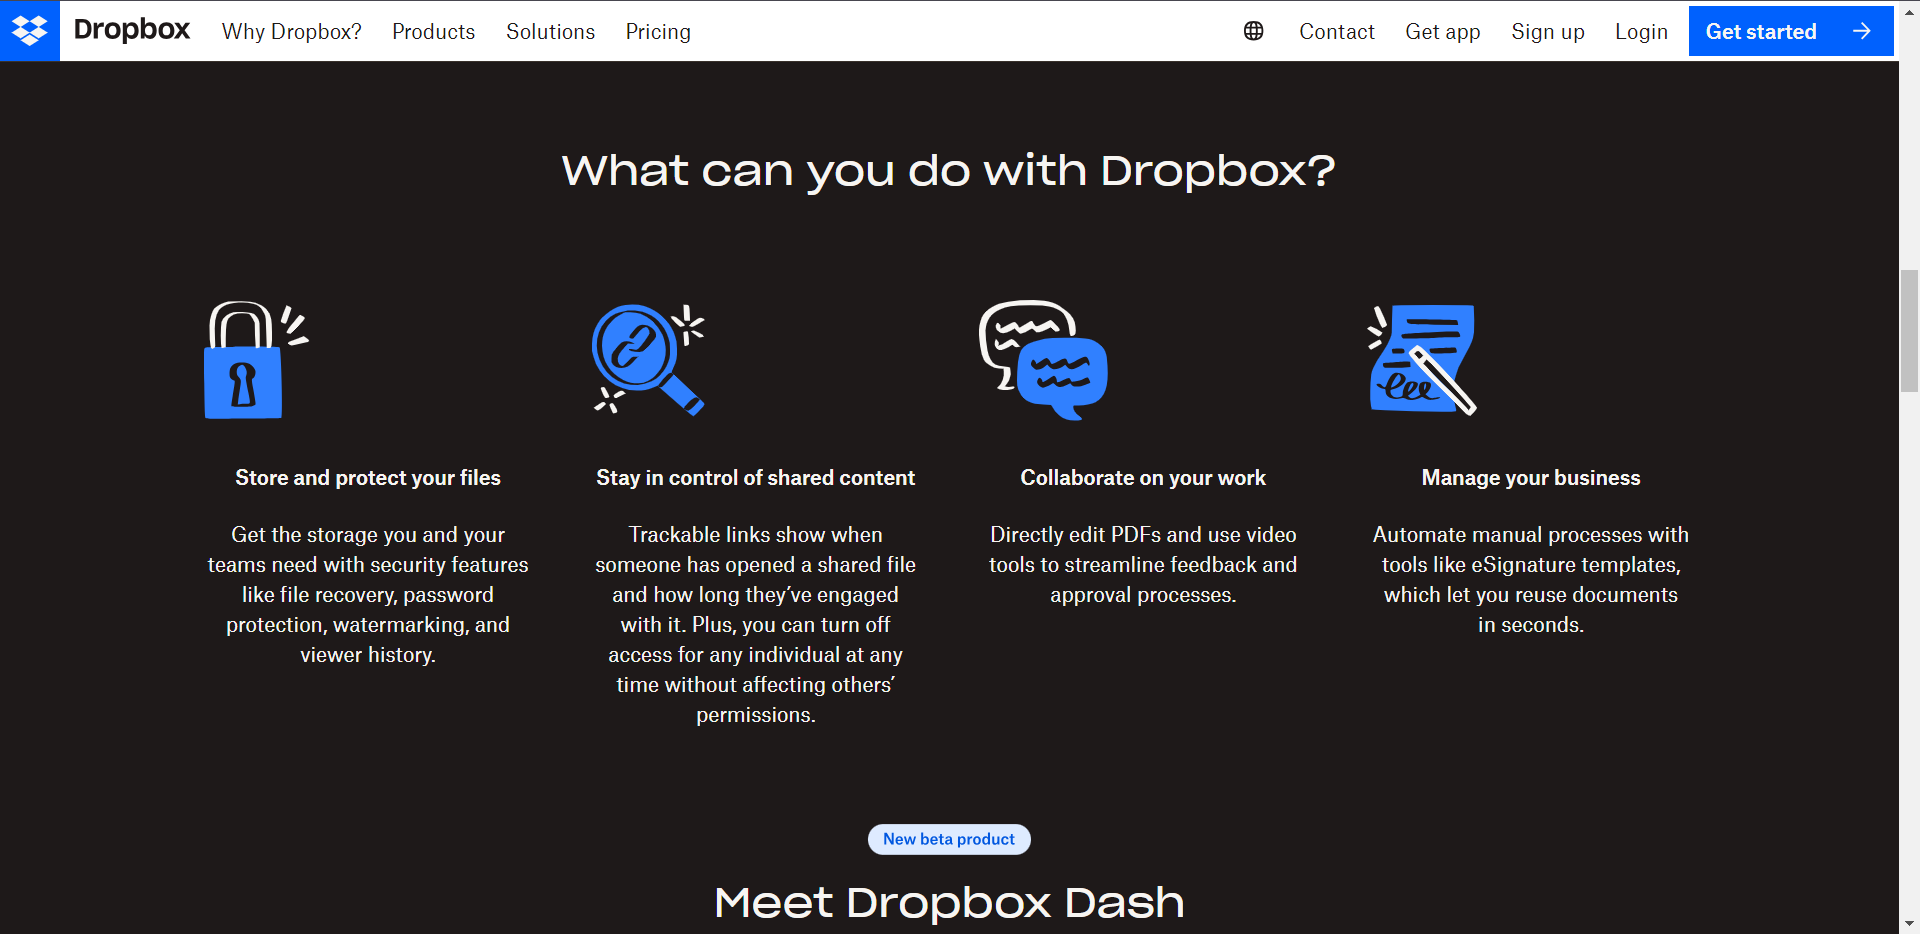 Dropbox
Why Dropbox?
Products
Solutions
Pricing
Contact
Get app
Sign up
Login
Get started
What can you do with Dropbox?
Store and protect your files
Get the storage you and your
teams need with security features
like file recovery, password
protection, watermarking, and
viewer history.
Stay in control of shared content
Trackable links show when
someone has opened a shared file
and how long they’ve engaged
with it. Plus, you can turn off
access for any individual at any
time without affecting others’
permissions.
Collaborate on your work
Directly edit PDFs and use video
tools to streamline feedback and
approval processes.
Manage your business
Automate manual processes with
tools like eSignature templates,
which let you reuse documents
in seconds.
New beta product
Meet Dropbox Dash